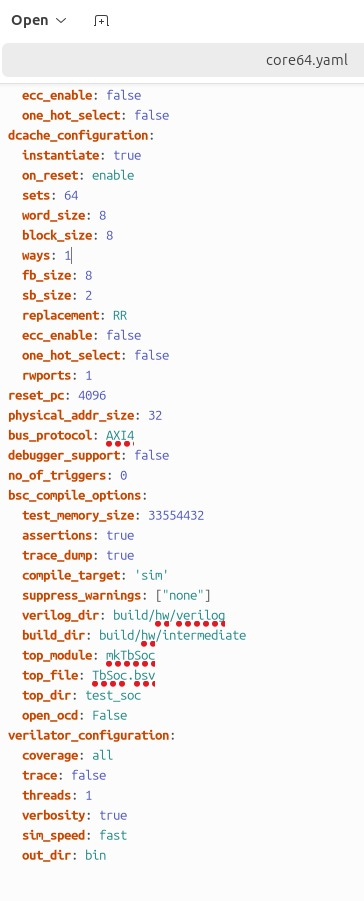 Open
core64.yaml
ecc_enable: false
one_hot_select: false
dcache_configuration:
instantiate: true
on_reset: enable
sets: 64
word_size: 8
block_size: 8
ways: 1
fb_size: 8
sb_size: 2
replacement: RR
ecc_enable: false
one_hot_select: false
rwports: 1
reset_pc: 4096
physical_addr_size: 32
bus_protocol: AXI4
debugger_support: false
no_of_triggers: 0
bsc_compile_options:
test_memory_size: 33554432
assertions: true
trace_dump: true
compile_target: 'sim'
suppress_warnings: ["none"]
verilog_dir: build/hw/verilog
build_dir: build/hw/intermediate
top_module: mkTbSoc
top_file: TbSoc.bsv
top_dir: test_soc
open_ocd: False
verilator_configuration:
coverage: all
trace: false
threads: 1
verbosity: true
sim_speed: fast
out_dir: bin